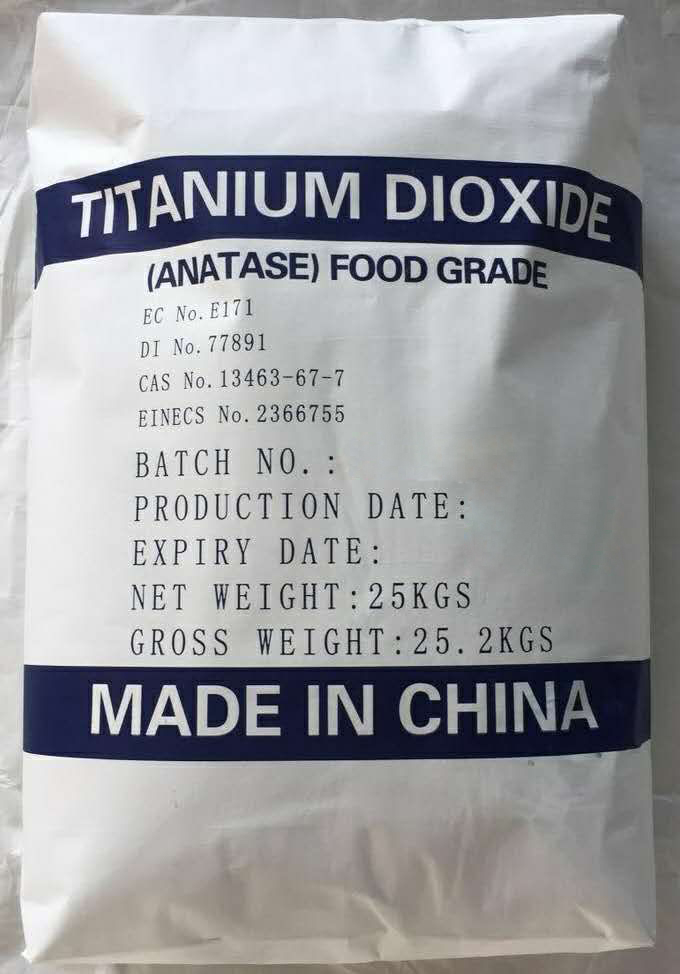 TITANIUM DIOXIDE
(ANATASE) FOOD GRADE
EC No.E171
DI No.77891
CAS No.13463-67-7
EINECS No.2366755
BATCH NO.:
PRODUCTION DATE:
EXPIRY DATE:
NET WEIGHT:25KGS
GROSS WEIGHT:25.2KGS
MADE IN CHINA